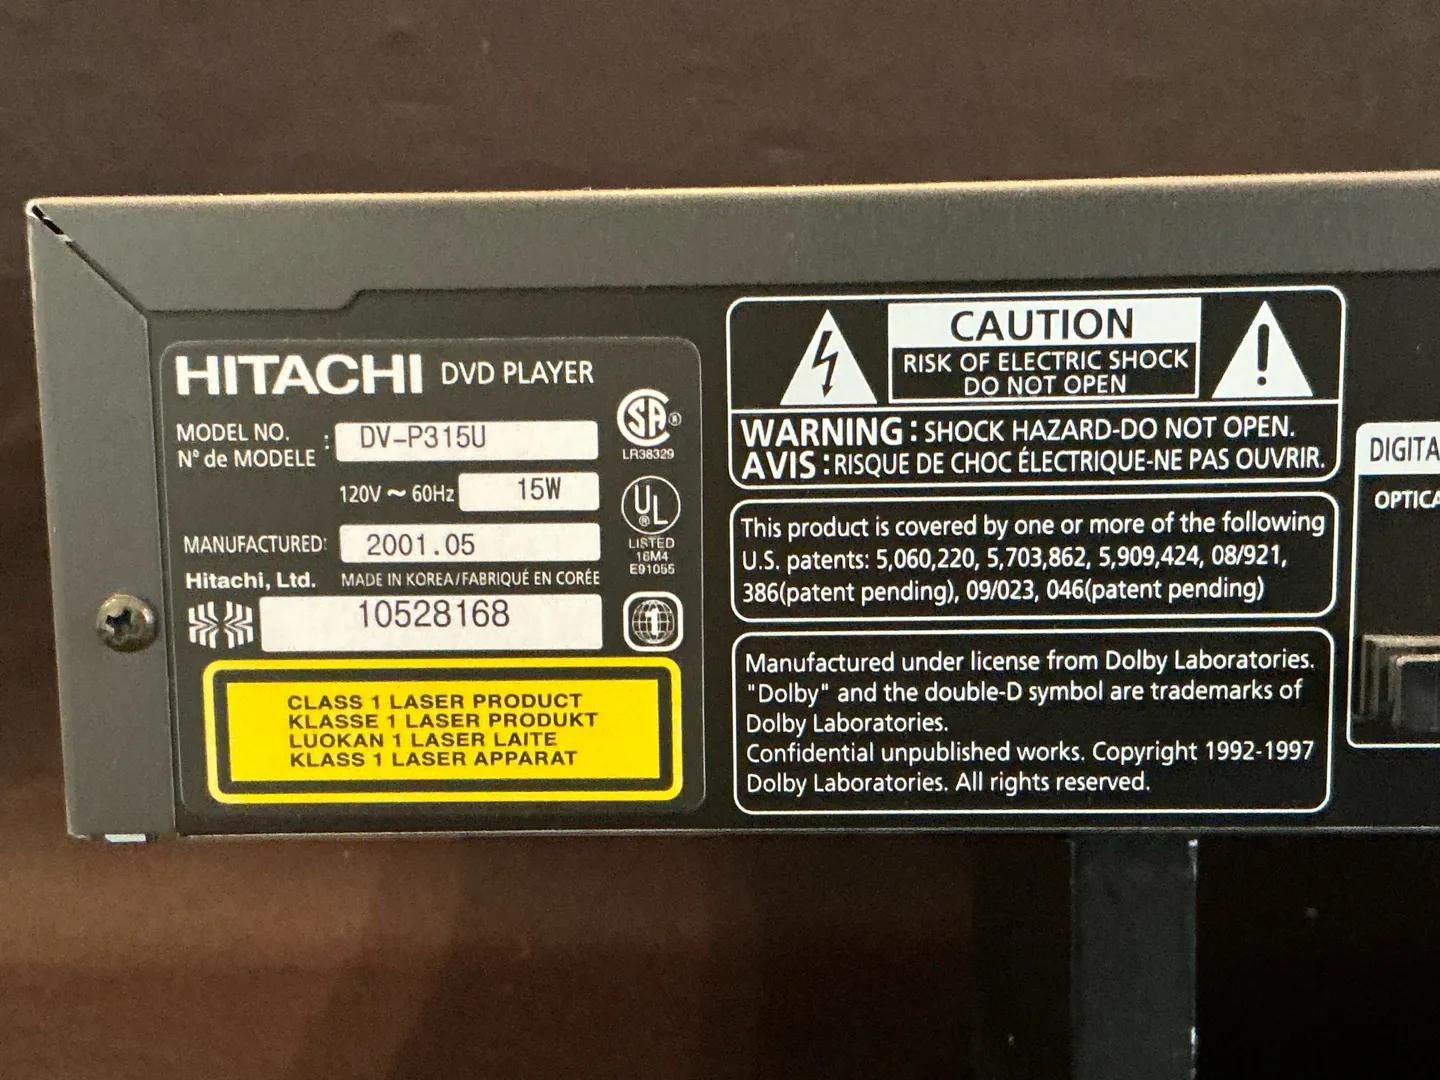 HITACHI DVD PLAYER
MODEL NO.
N° de MODELE : DV-P315U
120V ~ 60Hz 15W
MANUFACTURED: 2001.05
Hitachi, Ltd. MADE IN KOREA/FABRIQUÉ EN CORÉE
10528168
SA ®
LR38329
UL ®
LISTED
16M4
E91055
1
CLASS 1 LASER PRODUCT
KLASSE 1 LASER PRODUKT
LUOKAN 1 LASER LAITE
KLASS 1 LASER APPARAT
CAUTION
RISK OF ELECTRIC SHOCK
DO NOT OPEN
WARNING : SHOCK HAZARD-DO NOT OPEN.
AVIS : RISQUE DE CHOC ÉLECTRIQUE-NE PAS OUVRIR.
This product is covered by one or more of the following
U.S. patents: 5,060,220, 5,703,862, 5,909,424, 08/921,
386(patent pending), 09/023, 046(patent pending)
Manufactured under license from Dolby Laboratories.
"Dolby" and the double-D symbol are trademarks of
Dolby Laboratories.
Confidential unpublished works. Copyright 1992-1997
Dolby Laboratories. All rights reserved.
DIGITA
OPTICA